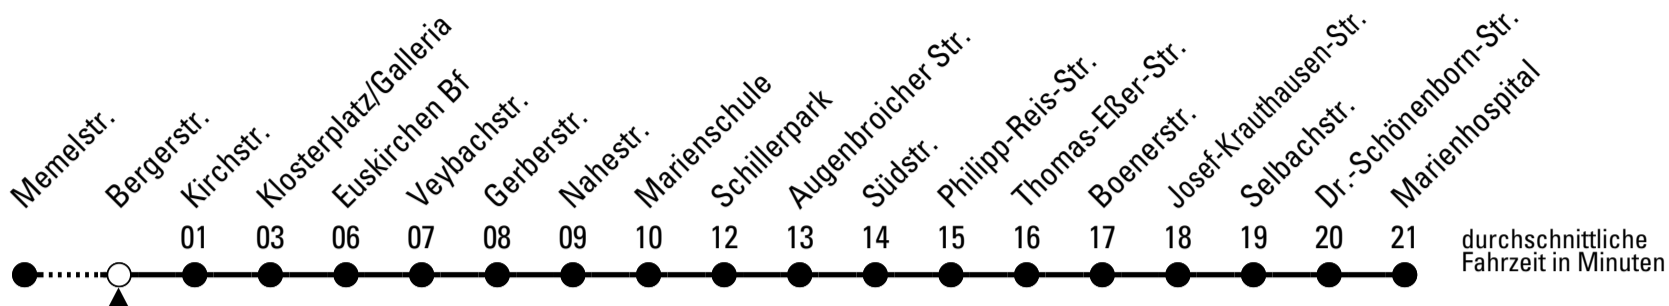 Memelstr.
Bergerstr.
Kirchstr.
Klosterplatz/Galleria
Euskirchen Bf
Veybachstr.
Gerberstr.
Nahestr.
Marienschule
Schillerpark
Augenbroicher Str.
Südstr.
Philipp-Reis-Str.
Thomas-Eßer-Str.
Boenerstr.
Josef-Krauthausen-Str.
Selbachstr.
Dr.-Schönenborn-Str.
Marienhospital
01 03 06 07 08 09 10 12 13 14 15 16 17 18 19 20 21
durchschnittliche
Fahrzeit in Minuten